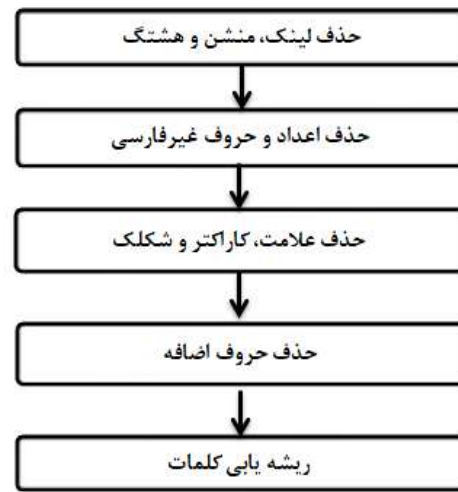 حذف لینک، منشن و هشتگ
حذف اعداد و حروف غیرفارسی
حذف علامت، کاراکتر و شکلک
حذف حروف اضافه
ریشه یابی کلمات